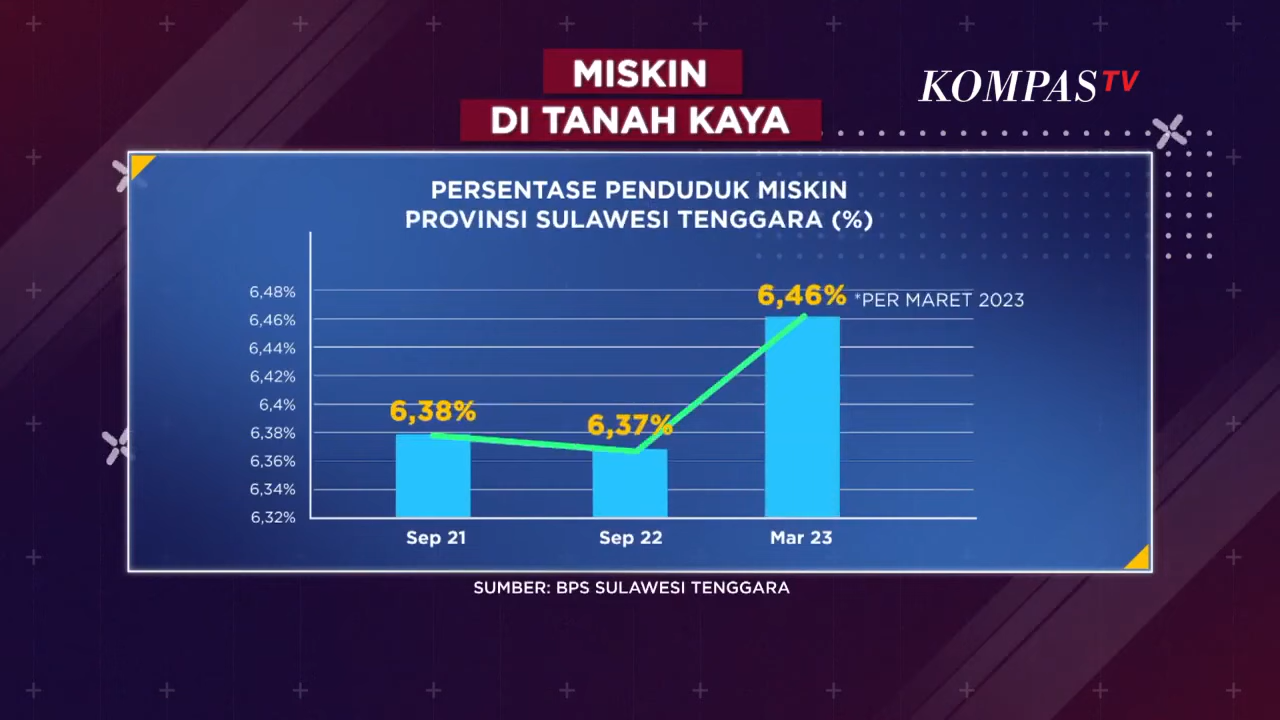 MISKIN
DI TANAH KAYA
KOMPASTV
PERSENTASE PENDUDUK MISKIN
PROVINSI SULAWESI TENGGARA (%)
6,48%
6,46%
6,44%
6,42%
6,4%
6,38%
6,36%
6,34%
6,32%
6,38%
6,37%
6,46% *PER MARET 2023
Sep 21 Sep 22 Mar 23
SUMBER: BPS SULAWESI TENGGARA